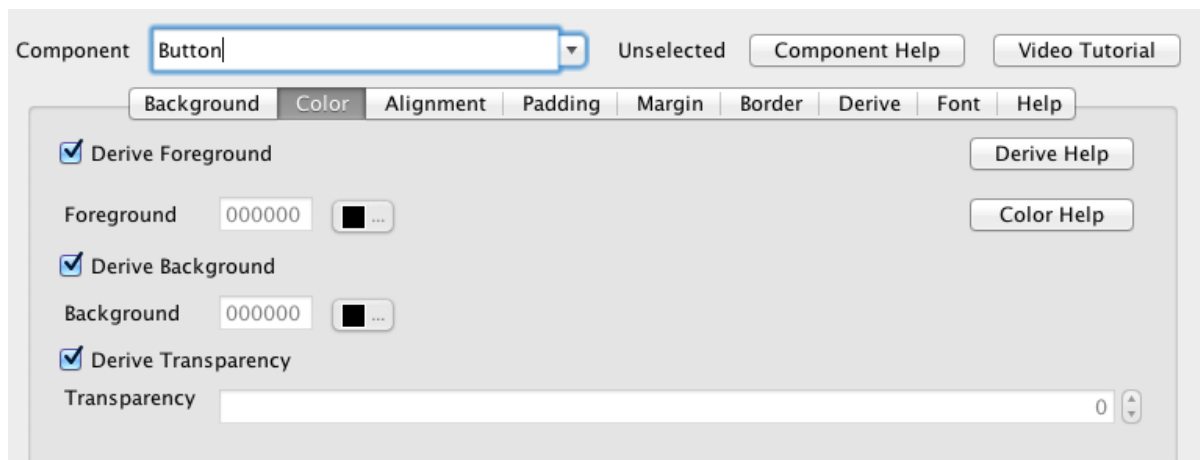 Component Button Unselected Component Help Video Tutorial
Background Color Alignment Padding Margin Border Derive Font Help
Derive Foreground Derive Help
Foreground 000000 ... Color Help
Derive Background
Background 000000 ...
Derive Transparency
Transparency 0